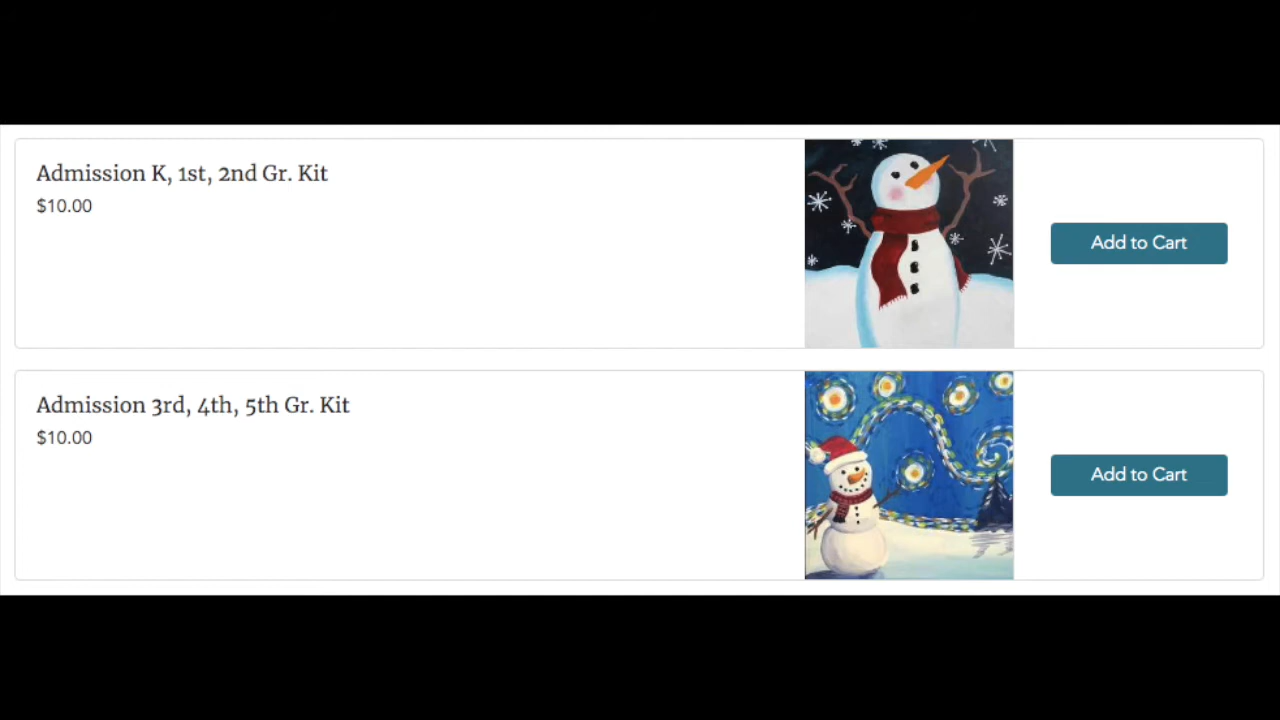 Admission K, 1st, 2nd Gr. Kit
$10.00
Add to Cart
Admission 3rd, 4th, 5th Gr. Kit
$10.00
Add to Cart